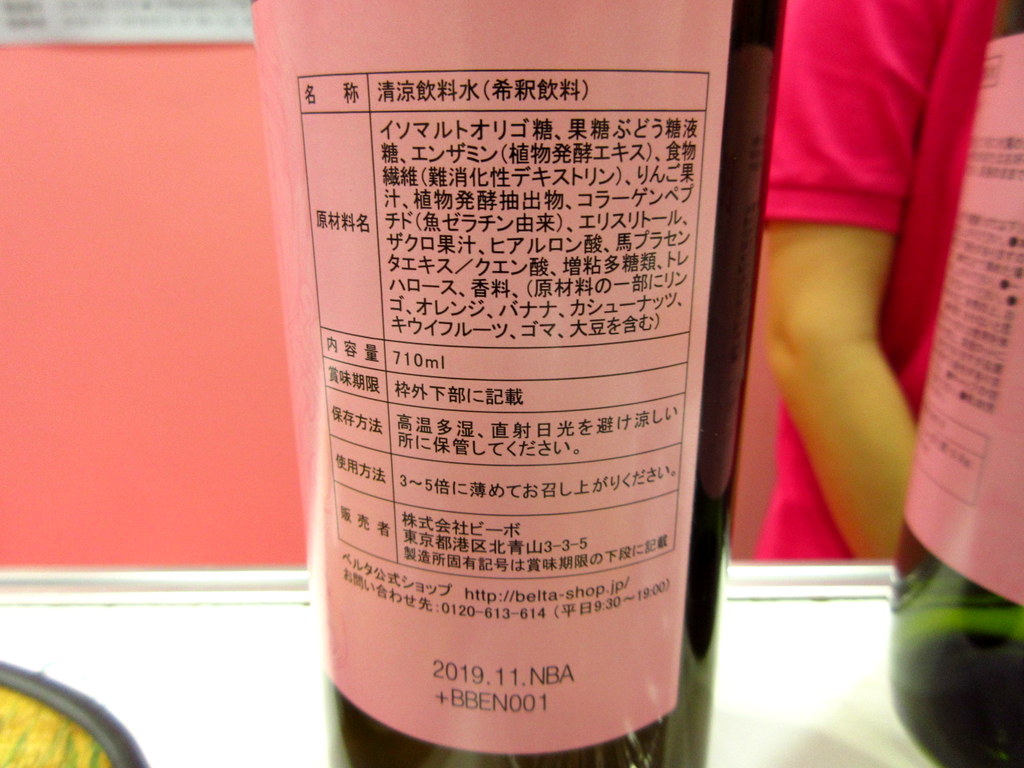 名称 清涼飲料水(希釈飲料)
原材料名 イソマルトオリゴ糖、果糖ぶどう糖液
糖、エンザミン(植物発酵エキス)、食物
繊維(難消化性デキストリン)、りんご果
汁、植物発酵抽出物、コラーゲンペプ
チド(魚ゼラチン由来)、エリスリトール、
ザクロ果汁、ヒアルロン酸、馬プラセン
タエキス/クエン酸、増粘多糖類、トレ
ハロース、香料、(原材料の一部にリン
ゴ、オレンジ、バナナ、カシューナッツ、
キウイフルーツ、ゴマ、大豆を含む)
内容量 710ml
賞味期限 枠外下部に記載
保存方法 高温多湿、直射日光を避け涼しい
所に保管してください。
使用方法 3~5倍に薄めてお召し上がりください。
販売者 株式会社ビーボ
東京都港区北青山3-3-5
製造所固有記号は賞味期限の下段に記載
ベルタ公式ショップ http://belta-shop.jp/
お問い合わせ先:0120-613-614 (平日9:30~19:00)
2019.11.NBA
+BBEN001